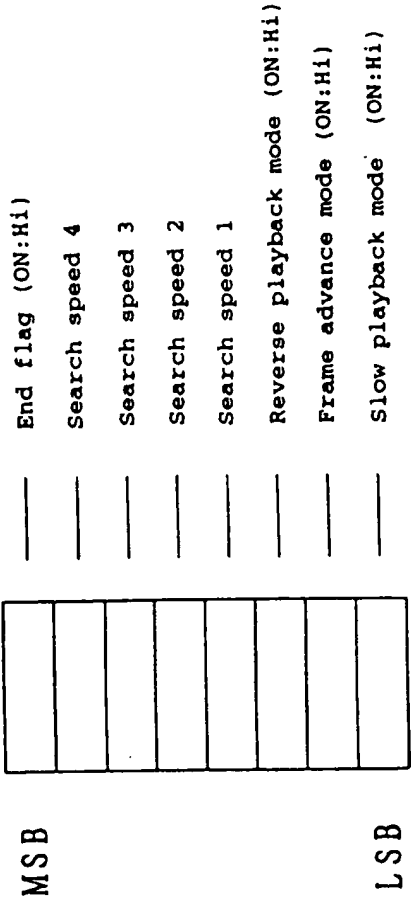 MSB
End flag (ON:Hi)
Search speed 4
Search speed 3
Search speed 2
Search speed 1
Reverse playback mode (ON:Hi)
Frame advance mode (ON:Hi)
Slow playback mode (ON:Hi)
LSB